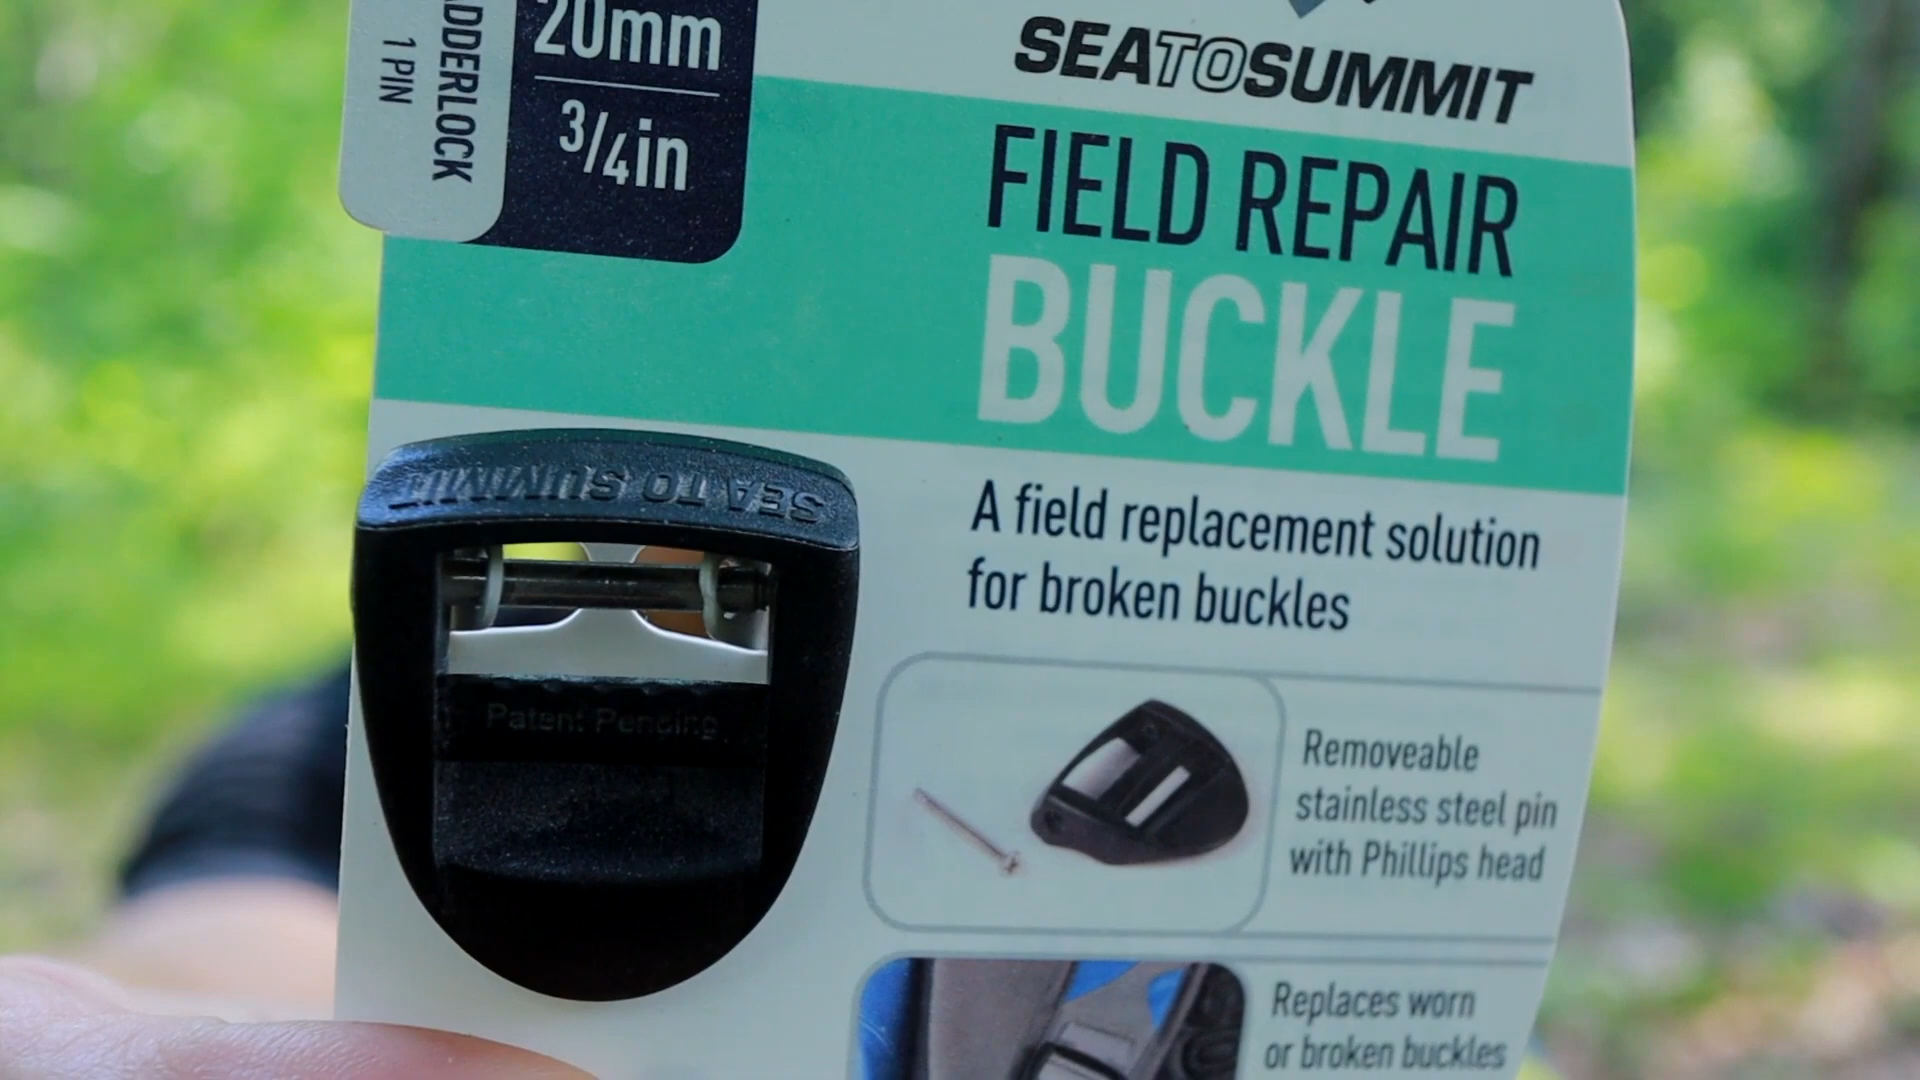 ADDERLOCK
1 PIN
20mm
3/4in
SEATOSUMMIT
FIELD REPAIR
BUCKLE
SEA TO SUMMIT
Patent Pending
A field replacement solution
for broken buckles
Removeable
stainless steel pin
with Phillips head
Replaces worn
or broken buckles